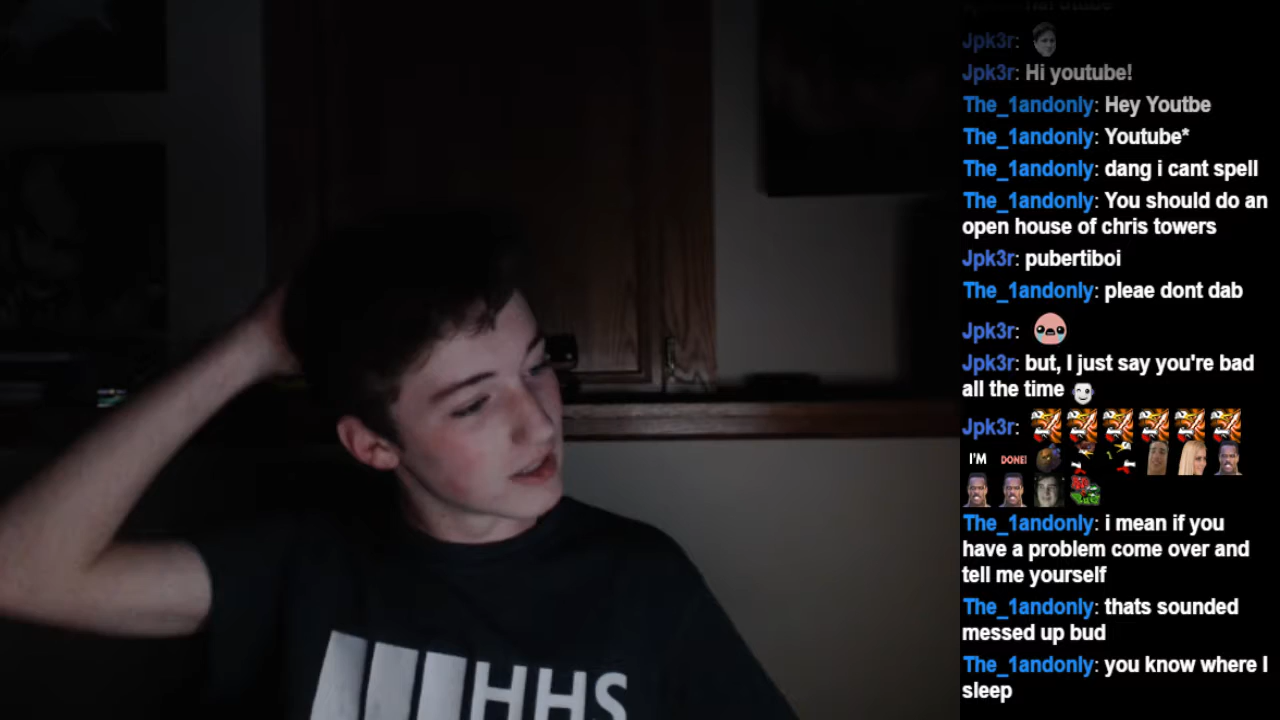 Jpk3r:
Jpk3r: Hi youtube!
The_1andonly: Hey Youtbe
The_1andonly: Youtube*
The_1andonly: dang i cant spell
The_1andonly: You should do an
open house of chris towers
Jpk3r: pubertiboi
The_1andonly: pleae dont dab
Jpk3r:
Jpk3r: but, I just say you're bad
all the time
Jpk3r:
I'M DONE!
The_1andonly: i mean if you
have a problem come over and
tell me yourself
The_1andonly: thats sounded
messed up bud
The_1andonly: you know where I
sleep
HHS